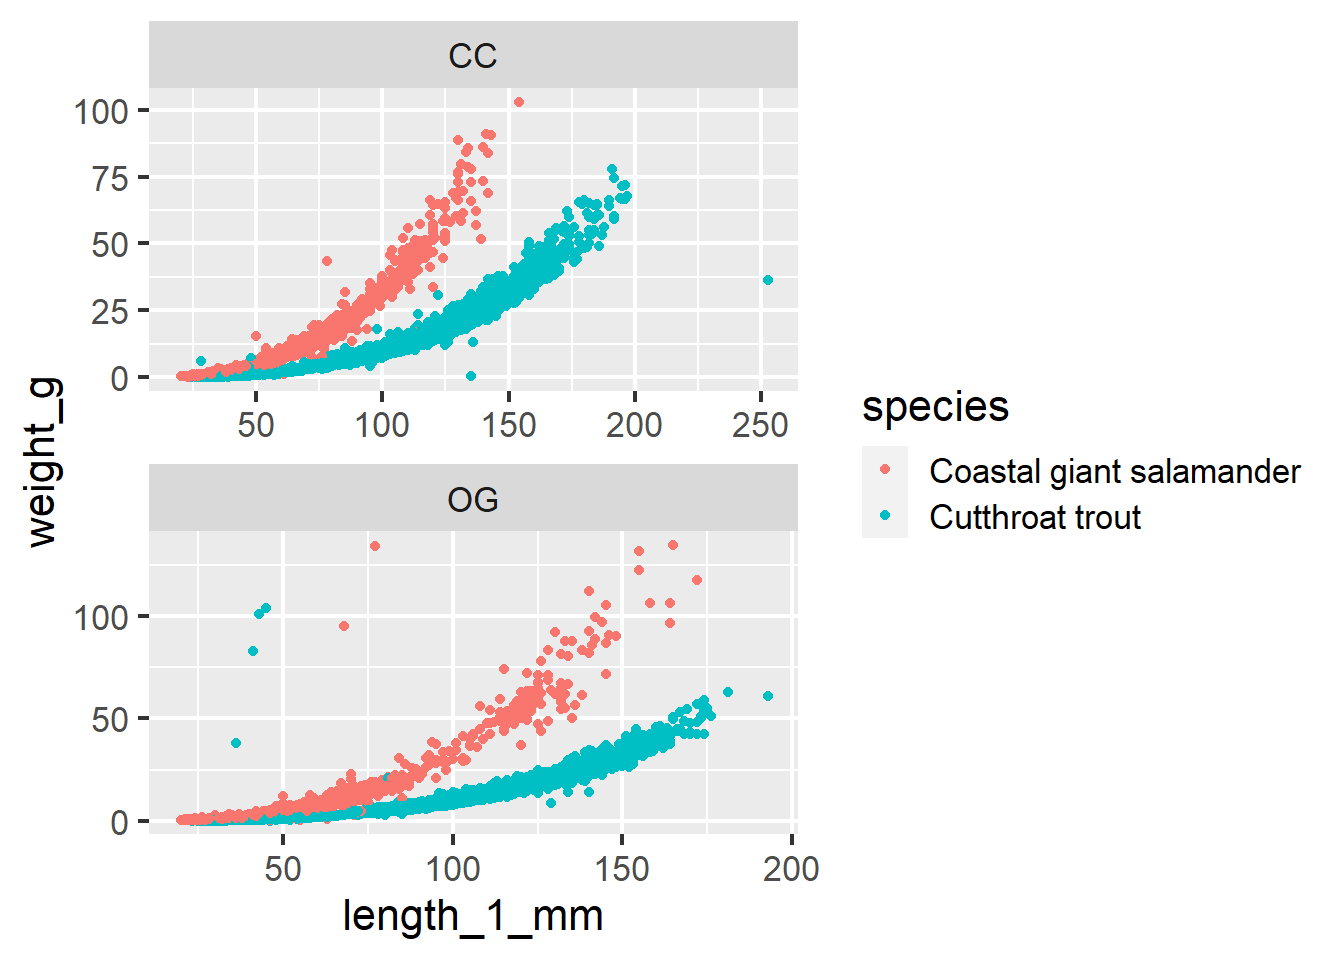 CC
100
75
50
25
0
50 100 150 200 250
weight_g
species
Coastal giant salamander
Cutthroat trout
OG
100
50
0
50 100 150 200
length_1_mm